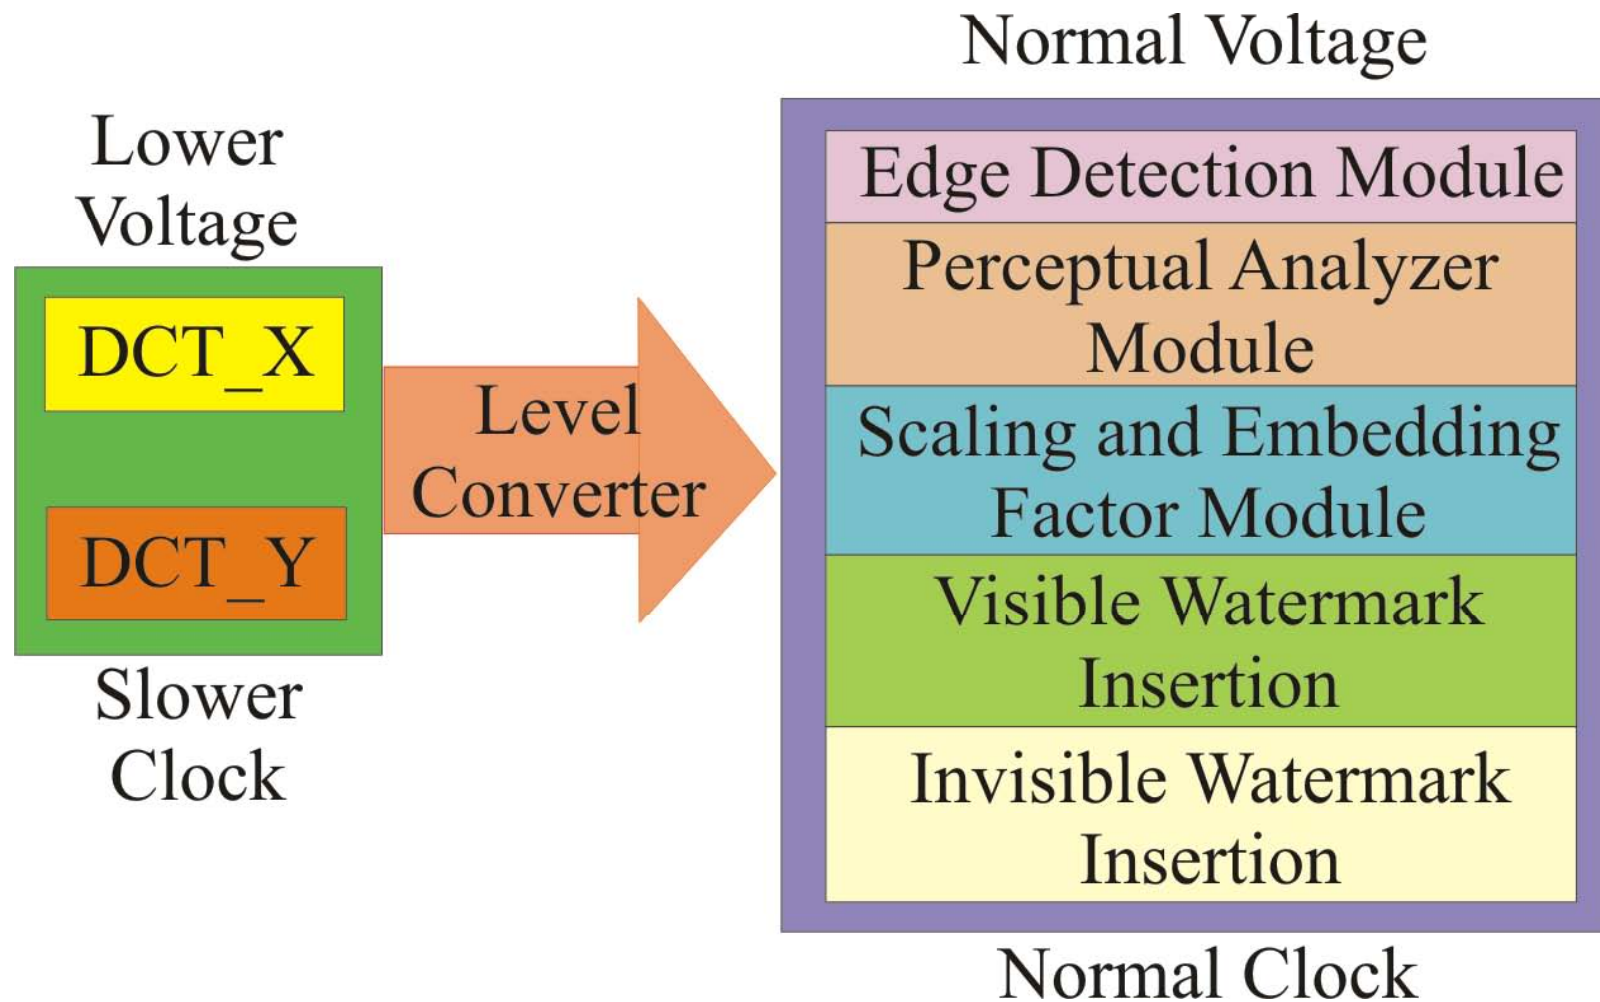 Lower
Voltage
DCT_X
DCT_Y
Slower
Clock
Level
Converter
Normal Voltage
Edge Detection Module
Perceptual Analyzer
Module
Scaling and Embedding
Factor Module
Visible Watermark
Insertion
Invisible Watermark
Insertion
Normal Clock